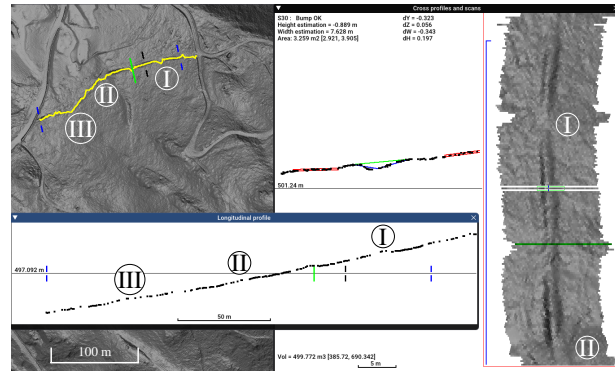 Cross profiles and scans
S30 : Bump OK
Height estimation = -0.889 m
Width estimation = 7.628 m
Area: 3.259 m2 [2.921, 3.905]
dY = -0.323
dZ = 0.056
dW = -0.343
dH = 0.197
I
II
III
I
501.24 m
Longitudinal profile
I
II
III
497.092 m
50 m
100 m
Vol = 499.772 m3 [385.72, 690.342]
5 m
II